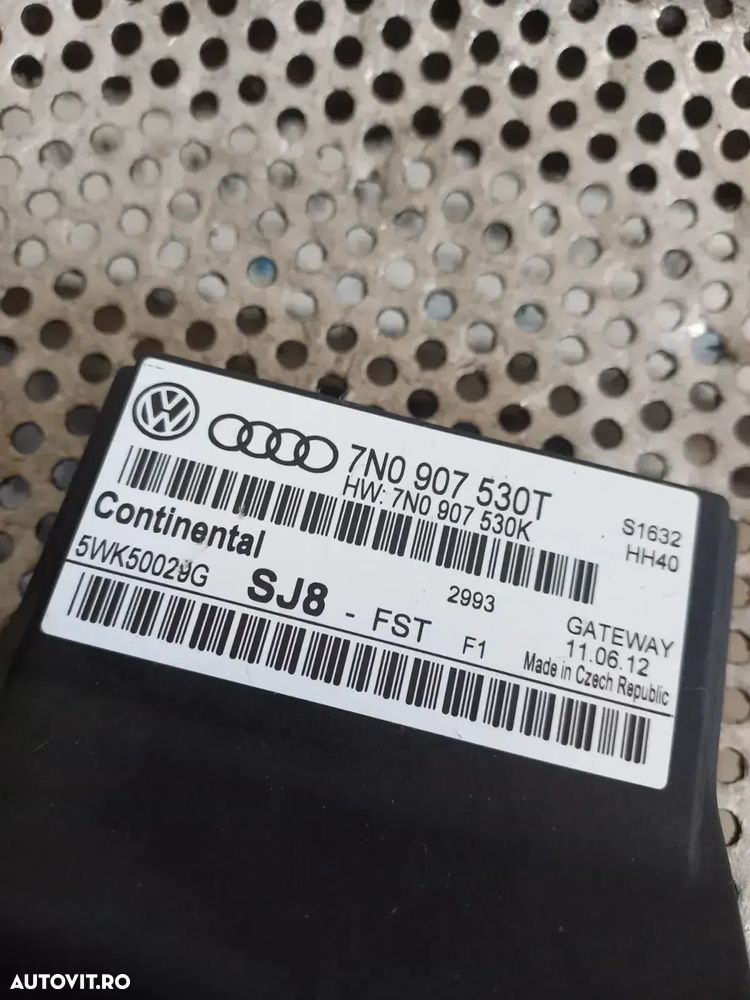 7N0 907 530T
HW: 7N0 907 530K
S1632
HH40
Continental
5WK50029G
SJ8 - FST
2993
F1
GATEWAY
11.06.12
Made in Czech Republic
AUTOVIT.RO